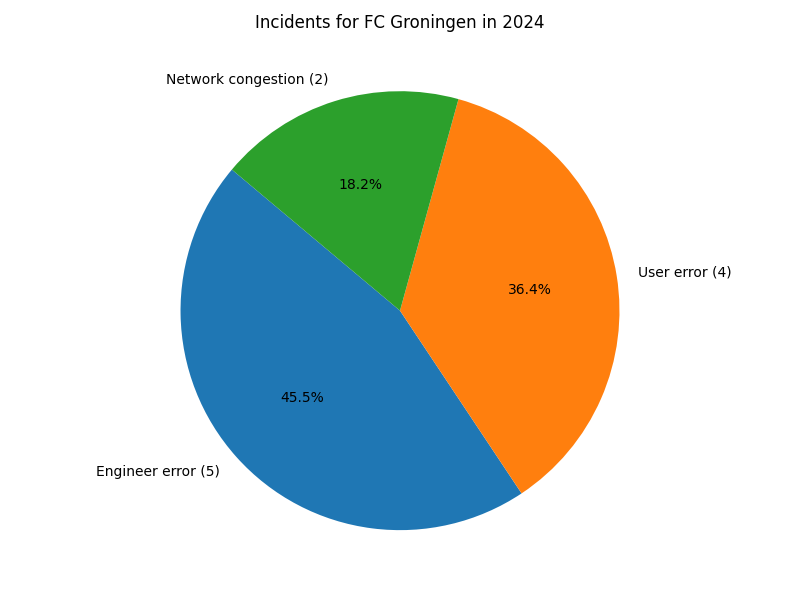 Incidents for FC Groningen in 2024
Network congestion (2)
18.2%
User error (4)
36.4%
45.5%
Engineer error (5)